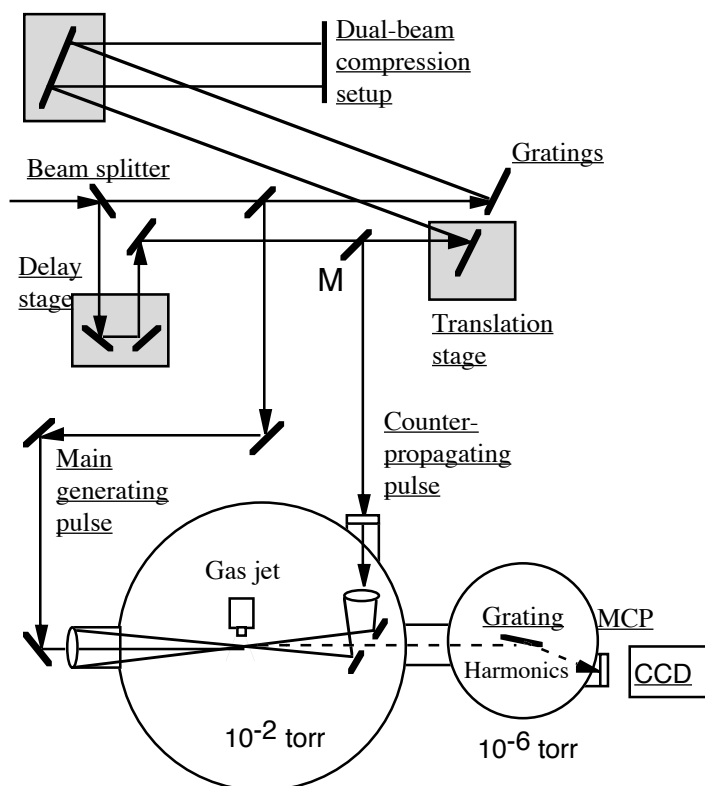 Dual-beam
compression
setup
Gratings
Beam splitter
M
Delay
stage
Translation
stage
Counter-
propagating
pulse
Main
generating
pulse
Gas jet
Grating
MCP
Harmonics
CCD
10-2 torr
10-6 torr